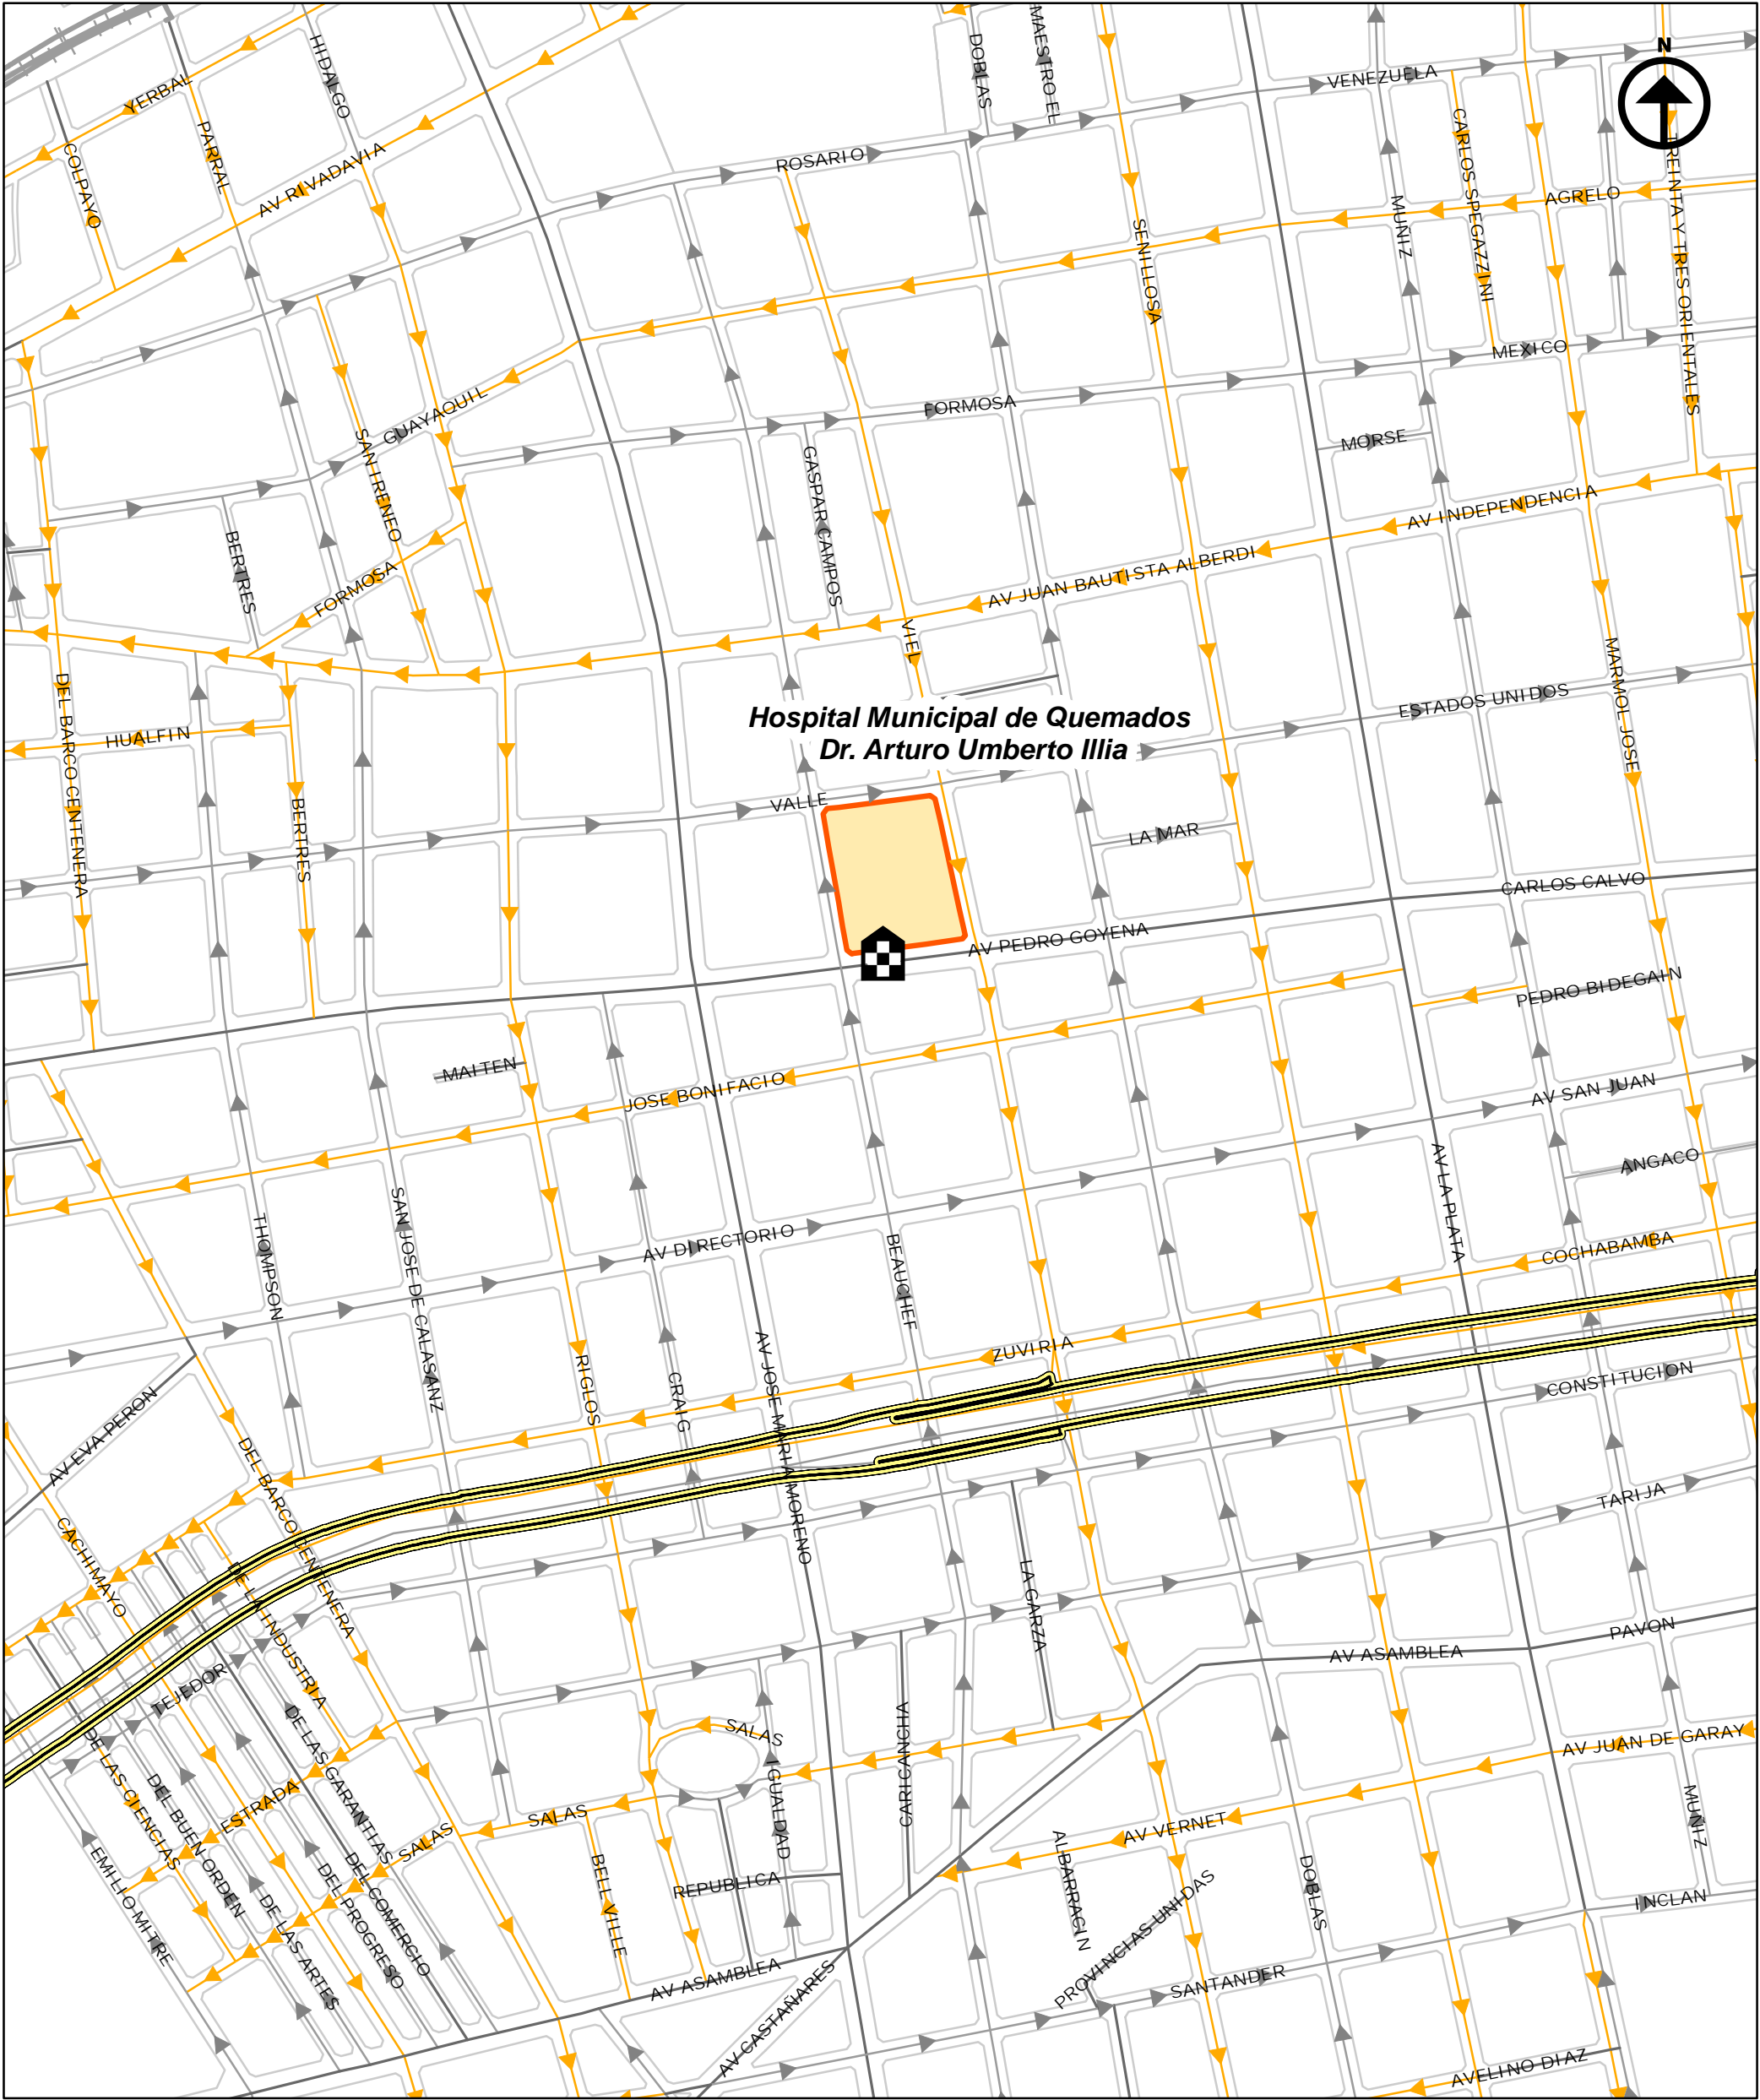 HIDALGO
DOBLAS
MAESTRO EL
N
YERBAL
PARRAL
COLPAYO
AV RIVADAVIA
ROSARIO
VENEZUELA
CARLOS SPEGAZZINI
TREINTA Y TRES ORIENTALES
AGRELO
MUÑIZ
SENILLOSA
MEXICO
GUAYAQUIL
FORMOSA
MORSE
SAN IRENEO
GASPAR CAMPOS
AV INDEPENDENCIA
BERTRES
FORMOSA
AV JUAN BAUTISTA ALBERDI
VIEL
MARMOL JOSE
DEL BARCO CENTENERA
HUALFIN
ESTADOS UNIDOS
Hospital Municipal de Quemados
Dr. Arturo Umberto Illia
BERTRES
VALLE
LA MAR
CARLOS CALVO
AV PEDRO GOYENA
PEDRO BIDEGAIN
MAITEN
JOSE BONIFACIO
AV SAN JUAN
ANGACO
AV LA PLATA
THOMPSON
SAN JOSE DE CALASANZ
AV DIRECTORIO
BEAUCHEF
COCHABAMBA
ZUVIRIA
RIGLOS
CRAIG
AV JOSE MARIA MORENO
CONSTITUCION
AV EVA PERON
DEL BARCO CENTENERA
CACHIMAYO
TARIJA
LA GARZA
DE LA INDUSTRIA
TEJEDOR
PAVON
AV ASAMBLEA
CARICANCHA
SALAS
AV JUAN DE GARAY
DE LAS GARANTIAS
DE LAS CIENCIAS
DEL BUEN ORDEN
ESTRADA
IGUALDAD
SALAS
SALAS
AV VERNET
MUÑIZ
ALBARRACIN
EMILIO MITRE
DEL COMERCIO
DEL PROGRESO
DE LAS ARTES
BELL VILLE
REPUBLICA
DOBLAS
PROVINCIAS UNIDAS
INCLAN
AV ASAMBLEA
AV CASTAÑARES
SANTANDER
AVELINO DIAZ